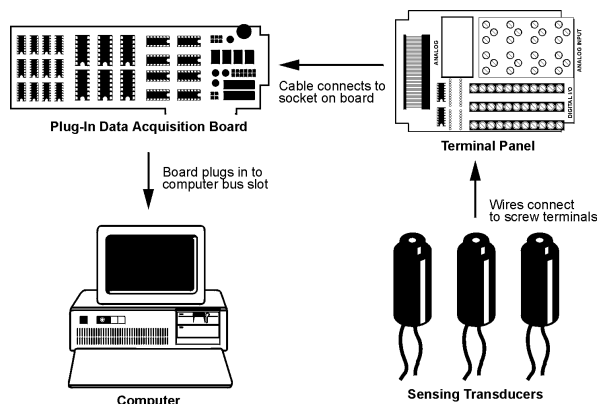 Plug-In Data Acquisition Board
Cable connects to
socket on board
ANALOG
ANALOG INPUT
DIGITAL I/O
Terminal Panel
Board plugs in to
computer bus slot
Wires connect
to screw terminals
Computer
Sensing Transducers